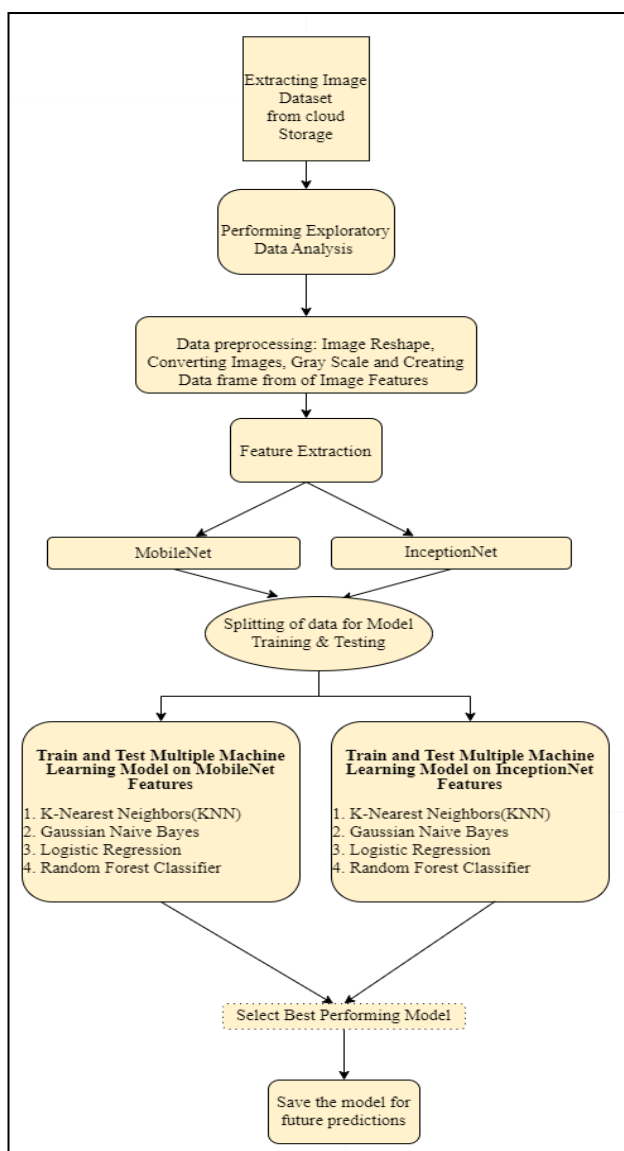 Extracting Image
Dataset
from cloud
Storage
Performing Exploratory
Data Analysis
Data preprocessing: Image Reshape,
Converting Images, Gray Scale and Creating
Data frame from of Image Features
Feature Extraction
MobileNet
InceptionNet
Splitting of data for Model
Training & Testing
Train and Test Multiple Machine
Learning Model on MobileNet
Features
1. K-Nearest Neighbors(KNN)
2. Gaussian Naive Bayes
3. Logistic Regression
4. Random Forest Classifier
Train and Test Multiple Machine
Learning Model on InceptionNet
Features
1. K-Nearest Neighbors(KNN)
2. Gaussian Naive Bayes
3. Logistic Regression
4. Random Forest Classifier
Select Best Performing Model
Save the model for
future predictions